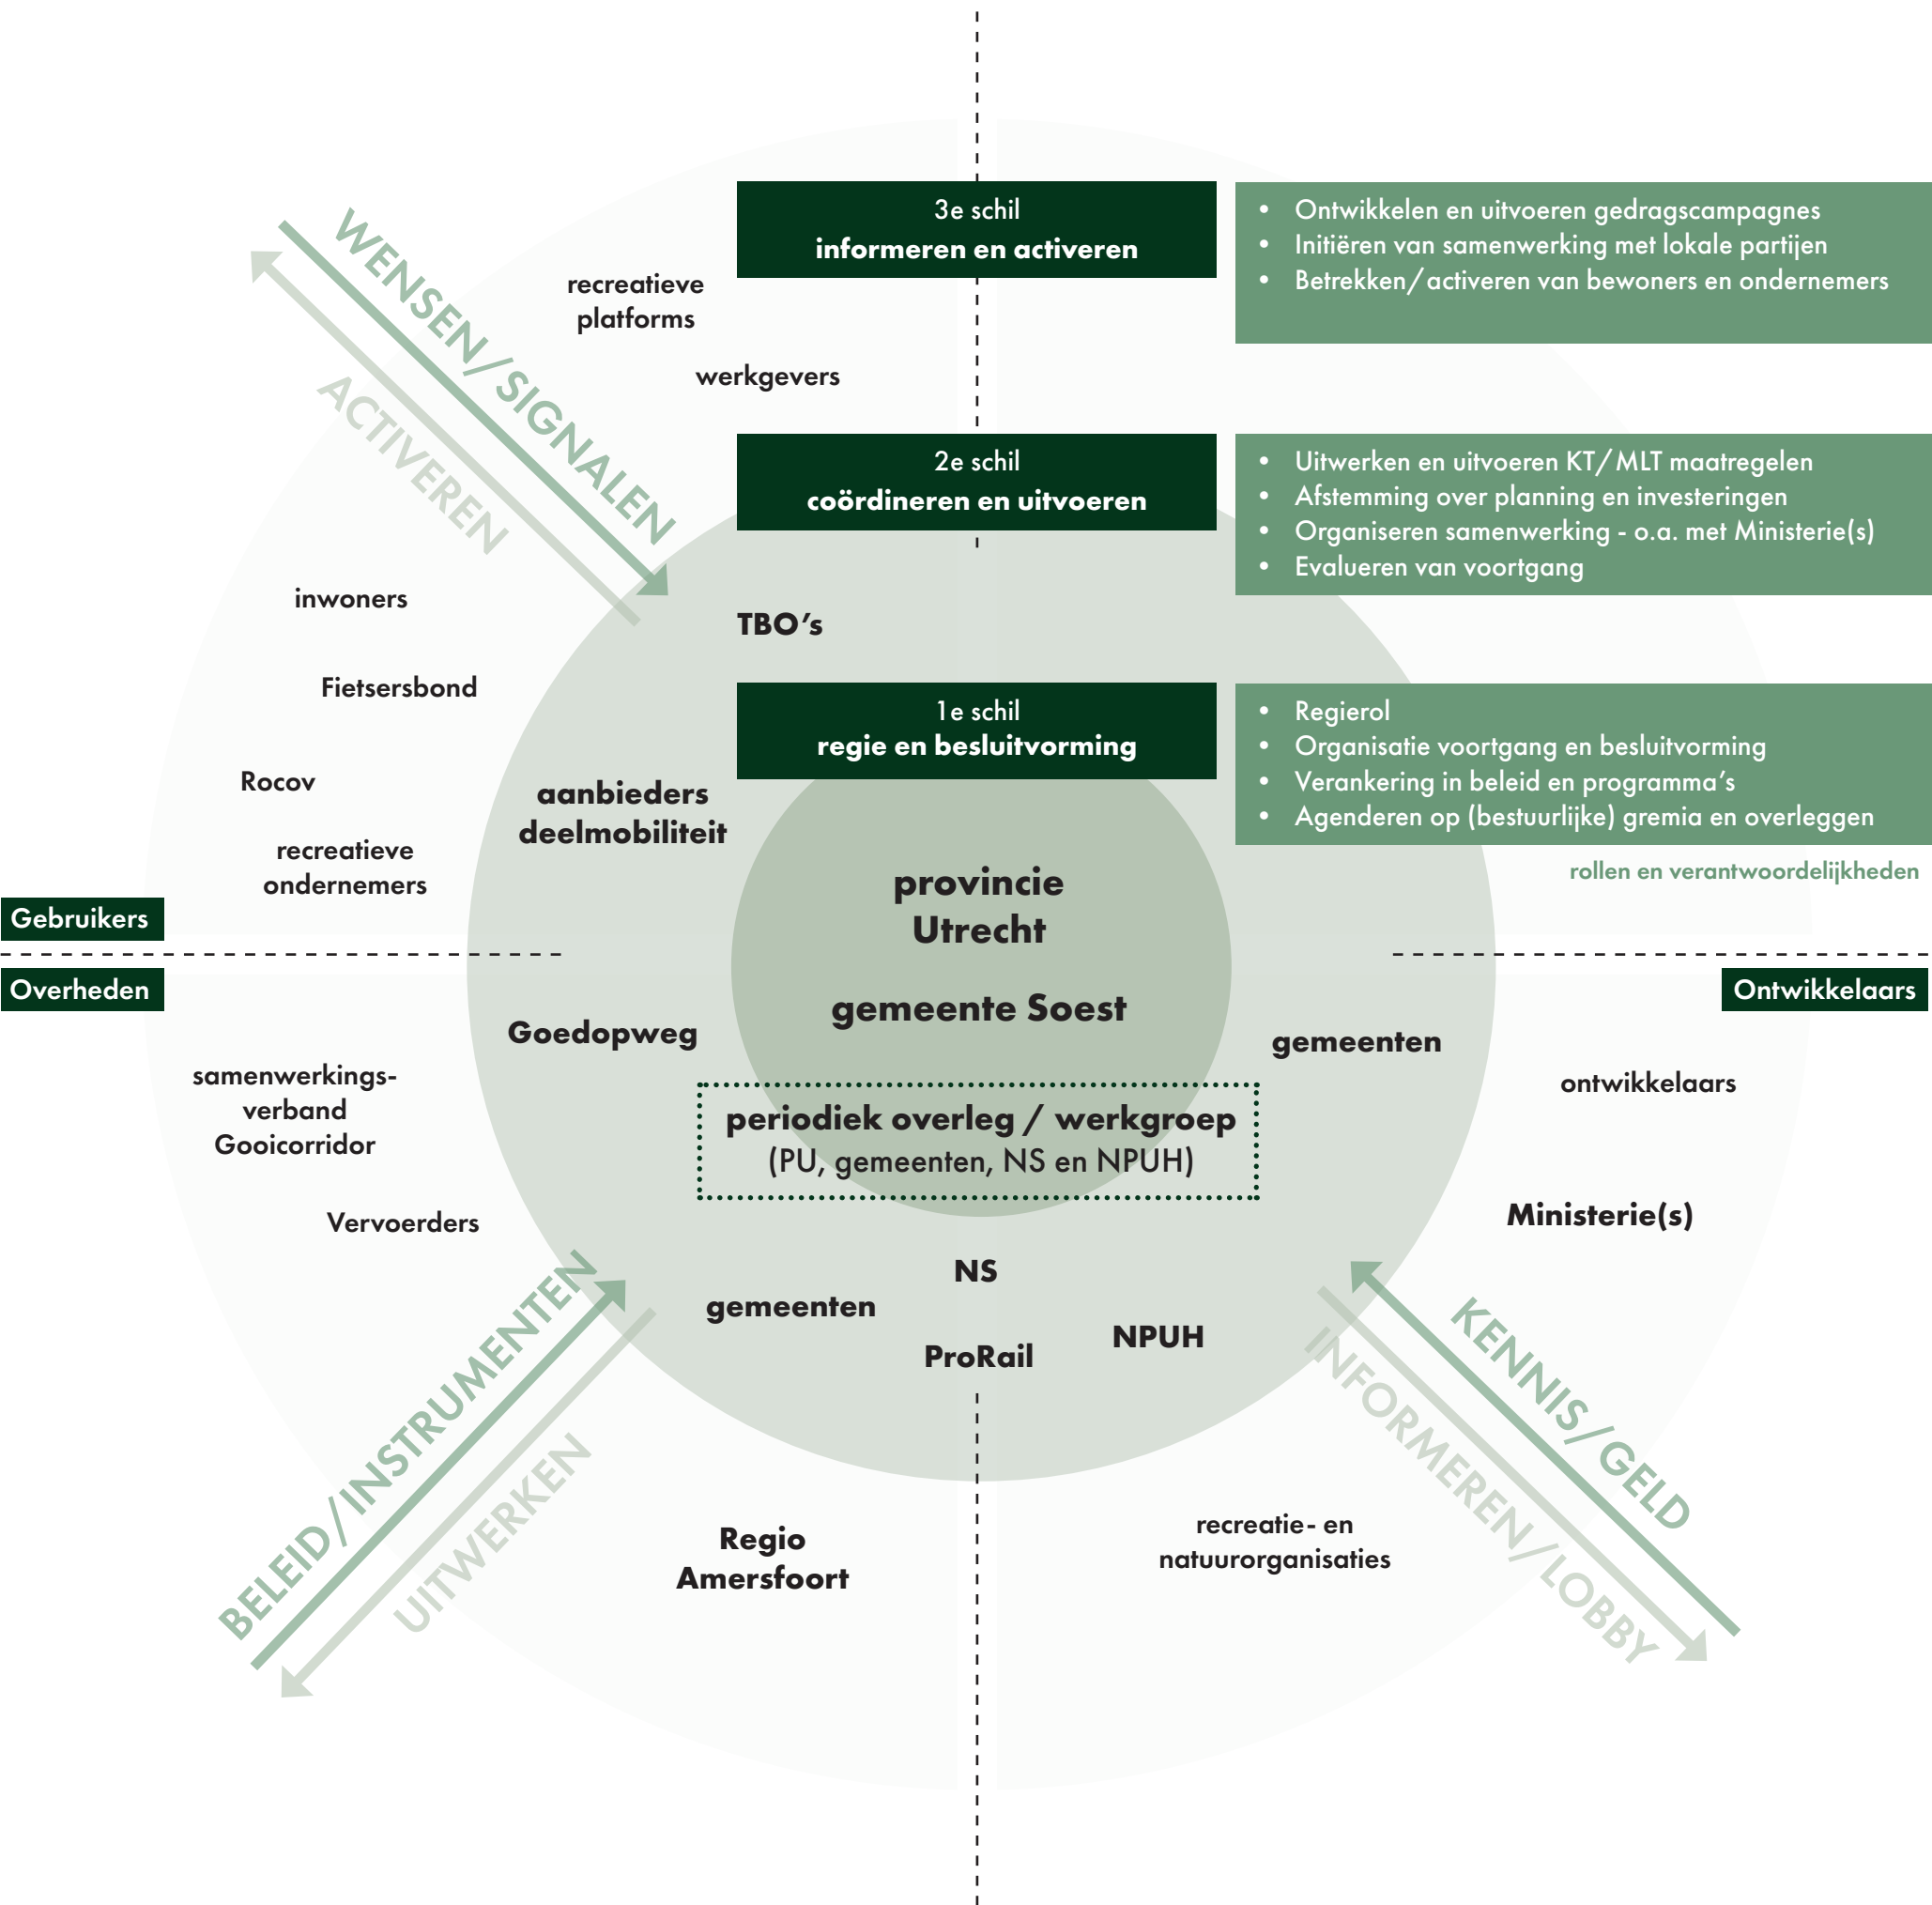 3e schil
informeren en activeren
• Ontwikkelen en uitvoeren gedragscampagnes
• Initiëren van samenwerking met lokale partijen
• Betrekken/activeren van bewoners en ondernemers
WENSEN/SIGNALEN
ACTIVEREN
recreatieve
platforms
werkgevers
2e schil
coördineren en uitvoeren
• Uitwerken en uitvoeren KT/MLT maatregelen
• Afstemming over planning en investeringen
• Organiseren samenwerking - o.a. met Ministerie(s)
• Evalueren van voortgang
inwoners
TBO’s
Fietsersbond
1e schil
regie en besluitvorming
• Regierol
• Organisatie voortgang en besluitvorming
• Verankering in beleid en programma’s
• Agenderen op (bestuurlijke) gremia en overleggen
rollen en verantwoordelijkheden
Rocov
aanbieders
deelmobiliteit
recreatieve
ondernemers
provincie
Utrecht
Gebruikers
Overheden
Ontwikkelaars
gemeente Soest
Goedopweg
gemeenten
samenwerkings-
verband
Gooicorridor
ontwikkelaars
periodiek overleg / werkgroep
(PU, gemeenten, NS en NPUH)
Vervoerders
Ministerie(s)
NS
gemeenten
NPUH
ProRail
BELEID/INSTRUMENTEN
UITWERKEN
KENNIS/GELD
INFORMEREN/LOBBY
Regio
Amersfoort
recreatie- en
natuurorganisaties